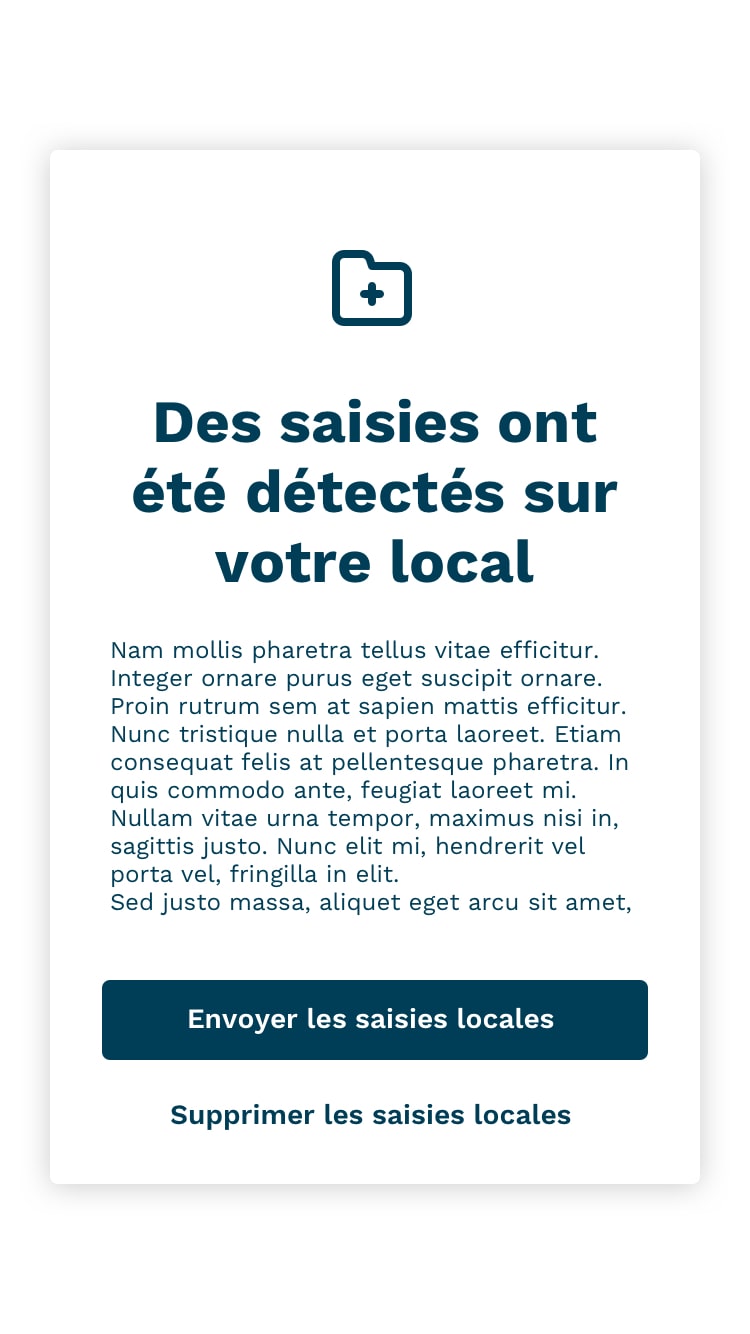 Des saisies ont
été détectés sur
votre local
Nam mollis pharetra tellus vitae efficitur.
Integer ornare purus eget suscipit ornare.
Proin rutrum sem at sapien mattis efficitur.
Nunc tristique nulla et porta laoreet. Etiam
consequat felis at pellentesque pharetra. In
quis commodo ante, feugiat laoreet mi.
Nullam vitae urna tempor, maximus nisi in,
sagittis justo. Nunc elit mi, hendrerit vel
porta vel, fringilla in elit.
Sed justo massa, aliquet eget arcu sit amet,
Envoyer les saisies locales
Supprimer les saisies locales